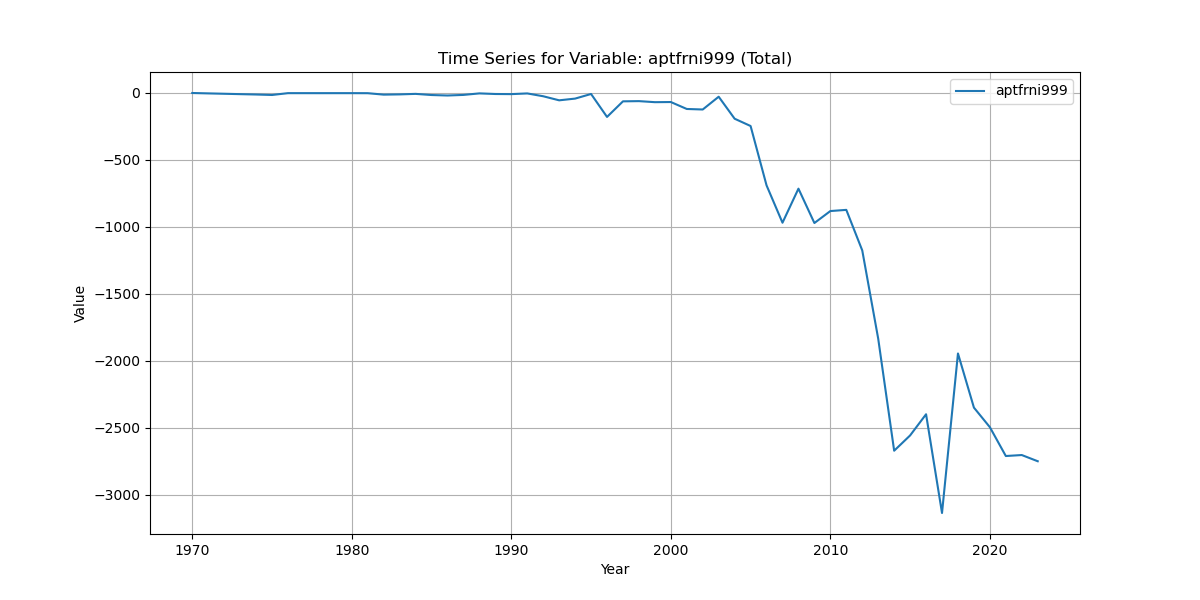 Time Series for Variable: aptfrni999 (Total)
aptfrni999
0
−500
−1000
−1500
−2000
−2500
−3000
Value
1970 1980 1990 2000 2010 2020
Year